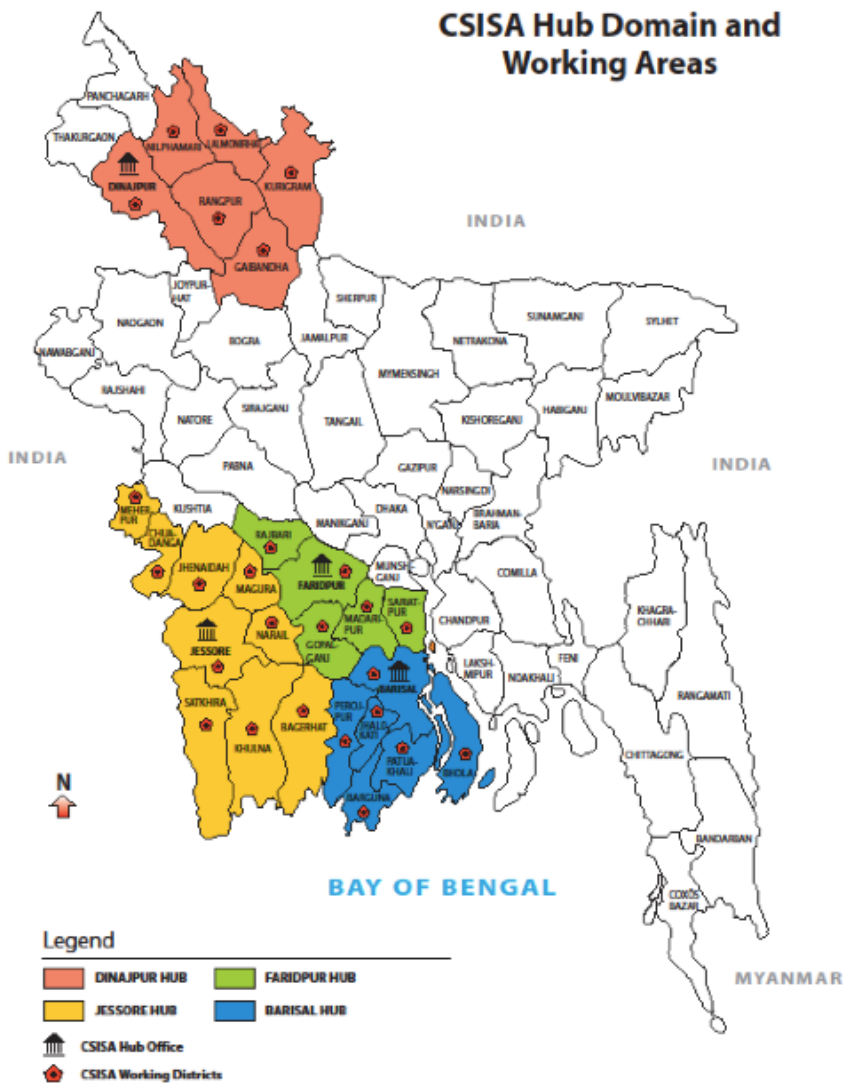 CSISA Hub Domain and
Working Areas
PANCHAGARH
THAKURGAON
NILPHAMARI
LALMONIRHAT
DINAJPUR
RANGPUR
KURIGRAM
GAIBANDHA
INDIA
JOYPUR-
HAT
SHERPUR
NAOGAON
BOGRA
JAMALPUR
NETRAKONA
SUNAMGANJ
SYLHET
NAWABGANJ
MYMENSINGH
RAJSHAHI
NATORE
SIRAJGANJ
TANGAIL
KISHOREGANJ
HABIGANJ
MOULVIBAZAR
INDIA
PABNA
GAZIPUR
INDIA
NARSINGDI
MEHER
PUR
KUSHTIA
MANIKGANJ
DHAKA
N'GANJ
BRAHMAN-
BARIA
CHUA-
DANGA
RAJBARI
JHENAIDAH
MAGURA
FARIDPUR
MUNSHI-
GANJ
COMILLA
NARAIL
GOPAL-
GANJ
MADARI-
PUR
SARIAT-
PUR
CHANDPUR
KHAGRA-
CHHARI
JESSORE
BARISAL
LAKSH-
MIPUR
NOAKHALI
FENI
RANGAMATI
SATKHIRA
KHULNA
BAGERHAT
PEROJ-
PUR
JHALO-
KATI
PATUA-
KHALI
BHOLA
CHITTAGONG
BARGUNA
N
BANDARBAN
BAY OF BENGAL
COXÕS
BAZAR
MYANMAR
Legend
DINAJPUR HUB
FARIDPUR HUB
JESSORE HUB
BARISAL HUB
CSISA Hub Office
CSISA Working Districts